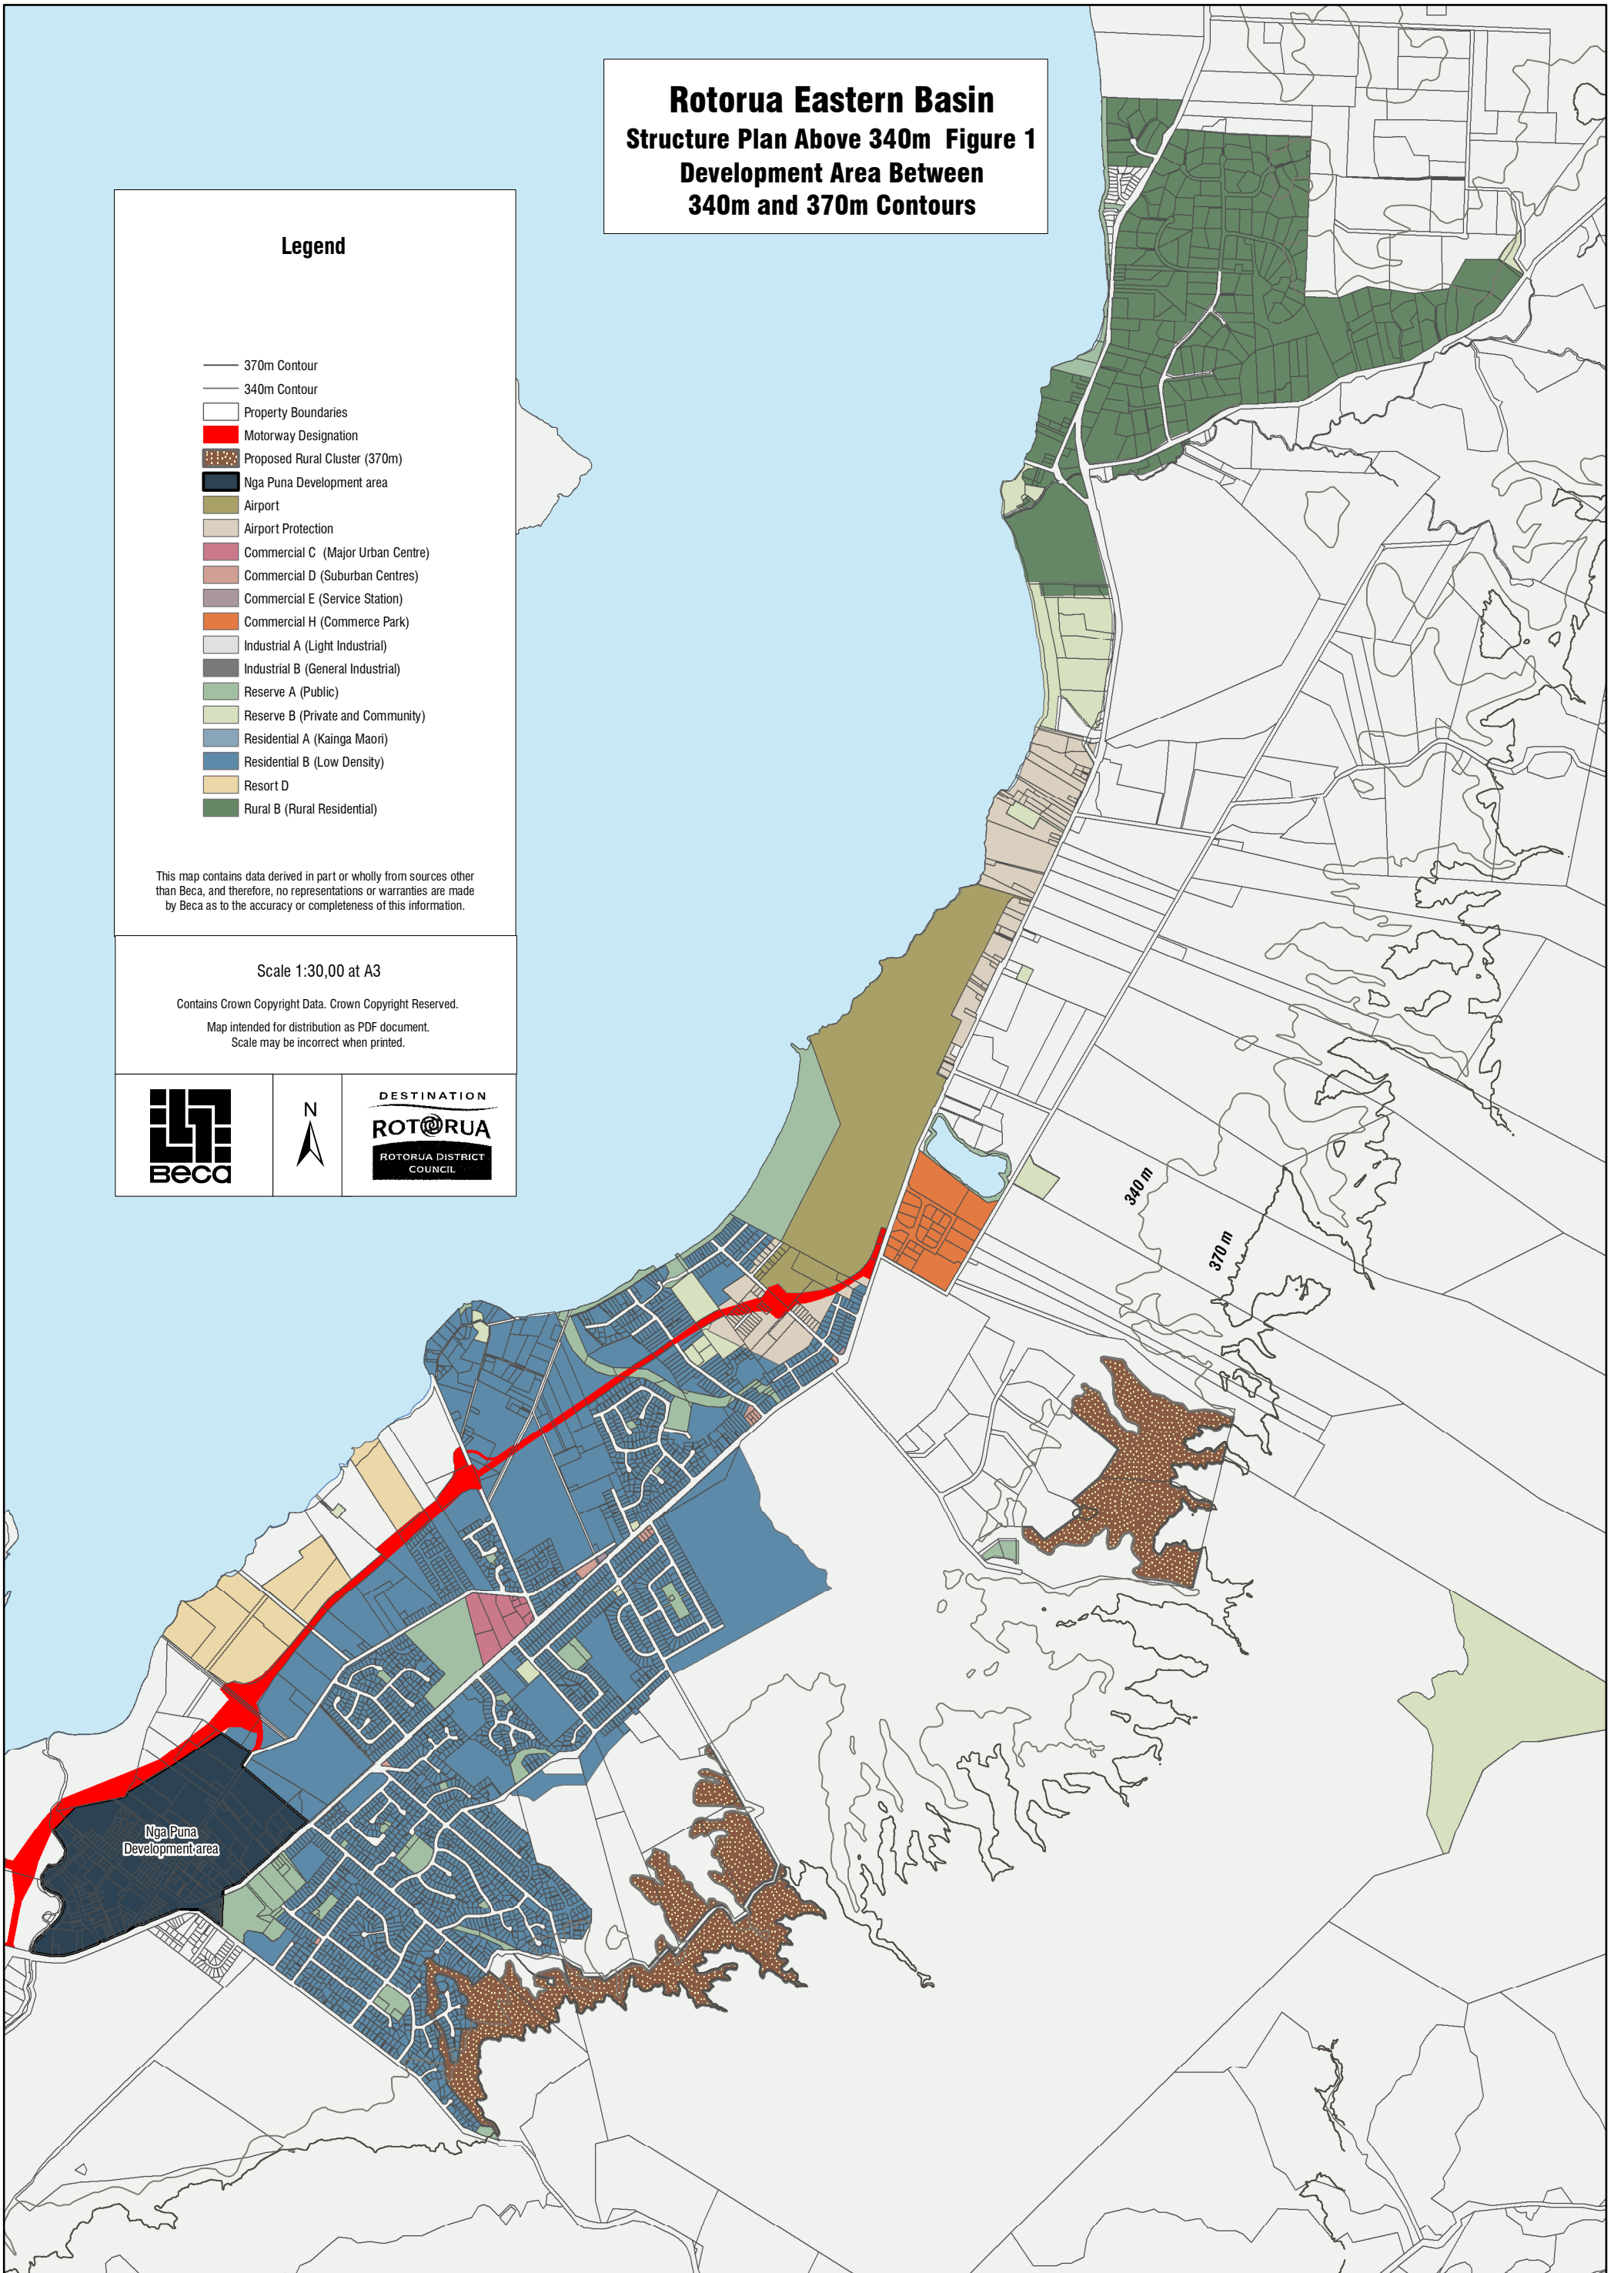 Rotorua Eastern Basin
Structure Plan Above 340m  Figure 1
Development Area Between
340m and 370m Contours
Legend
370m Contour
340m Contour
Property Boundaries
Motorway Designation
Proposed Rural Cluster (370m)
Nga Puna Development area
Airport
Airport Protection
Commercial C  (Major Urban Centre)
Commercial D (Suburban Centres)
Commercial E (Service Station)
Commercial H (Commerce Park)
Industrial A (Light Industrial)
Industrial B (General Industrial)
Reserve A (Public)
Reserve B (Private and Community)
Residential A (Kainga Maori)
Residential B (Low Density)
Resort D
Rural B (Rural Residential)
This map contains data derived in part or wholly from sources other
than Beca, and therefore, no representations or warranties are made
by Beca as to the accuracy or completeness of this information.
Scale 1:30,00 at A3
Contains Crown Copyright Data. Crown Copyright Reserved.
Map intended for distribution as PDF document.
Scale may be incorrect when printed.
Beca
N
DESTINATION
ROTORUA
ROTORUA DISTRICT
COUNCIL
340 m
370 m
Nga Puna
Development area